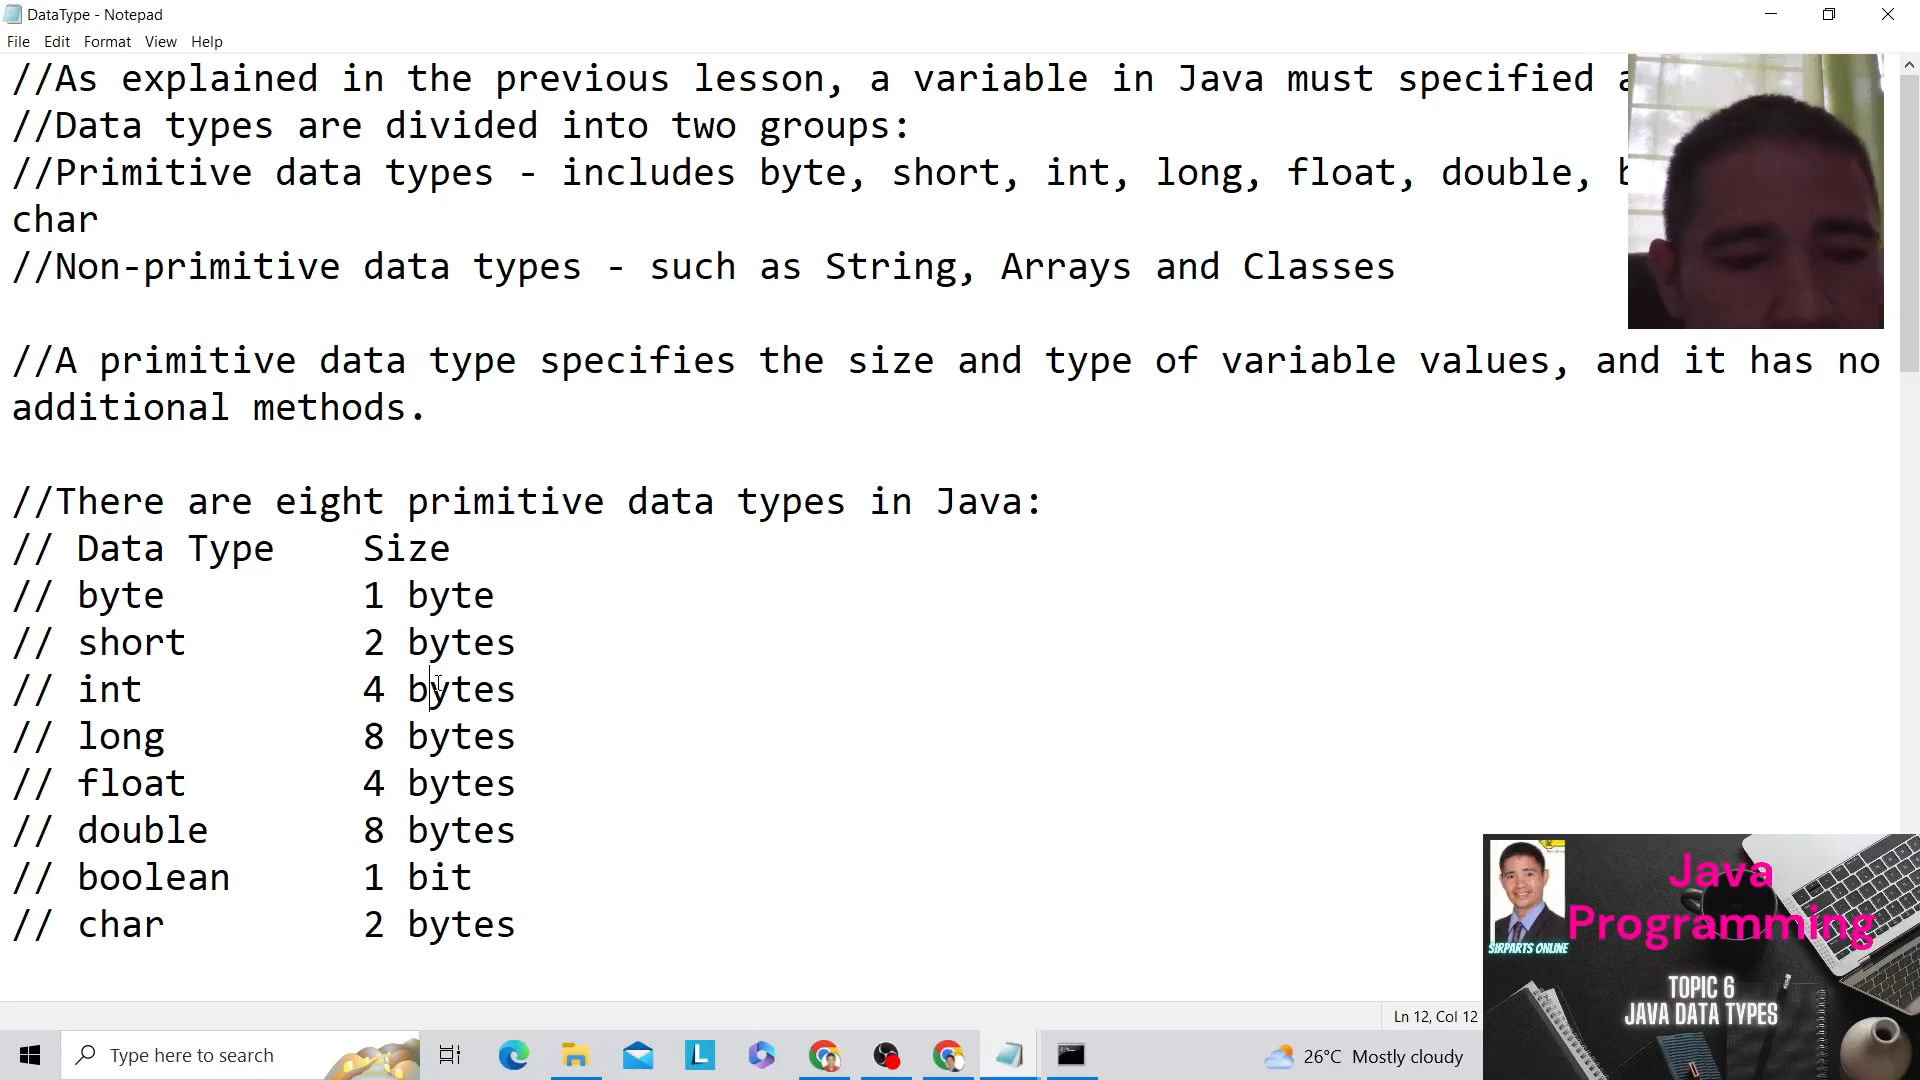 DataType - Notepad
File Edit Format View Help
//As explained in the previous lesson, a variable in Java must specified
//Data types are divided into two groups:
//Primitive data types - includes byte, short, int, long, float, double,
char
//Non-primitive data types - such as String, Arrays and Classes
//A primitive data type specifies the size and type of variable values, and it has no
additional methods.
//There are eight primitive data types in Java:
// Data Type Size
// byte 1 byte
// short 2 bytes
// int 4 bytes
// long 8 bytes
// float 4 bytes
// double 8 bytes
// boolean 1 bit
// char 2 bytes
Java
Programming
SIRPARTS ONLINE
TOPIC 6
JAVA DATA TYPES
Ln 12, Col 12
Type here to search
L
26°C Mostly cloudy